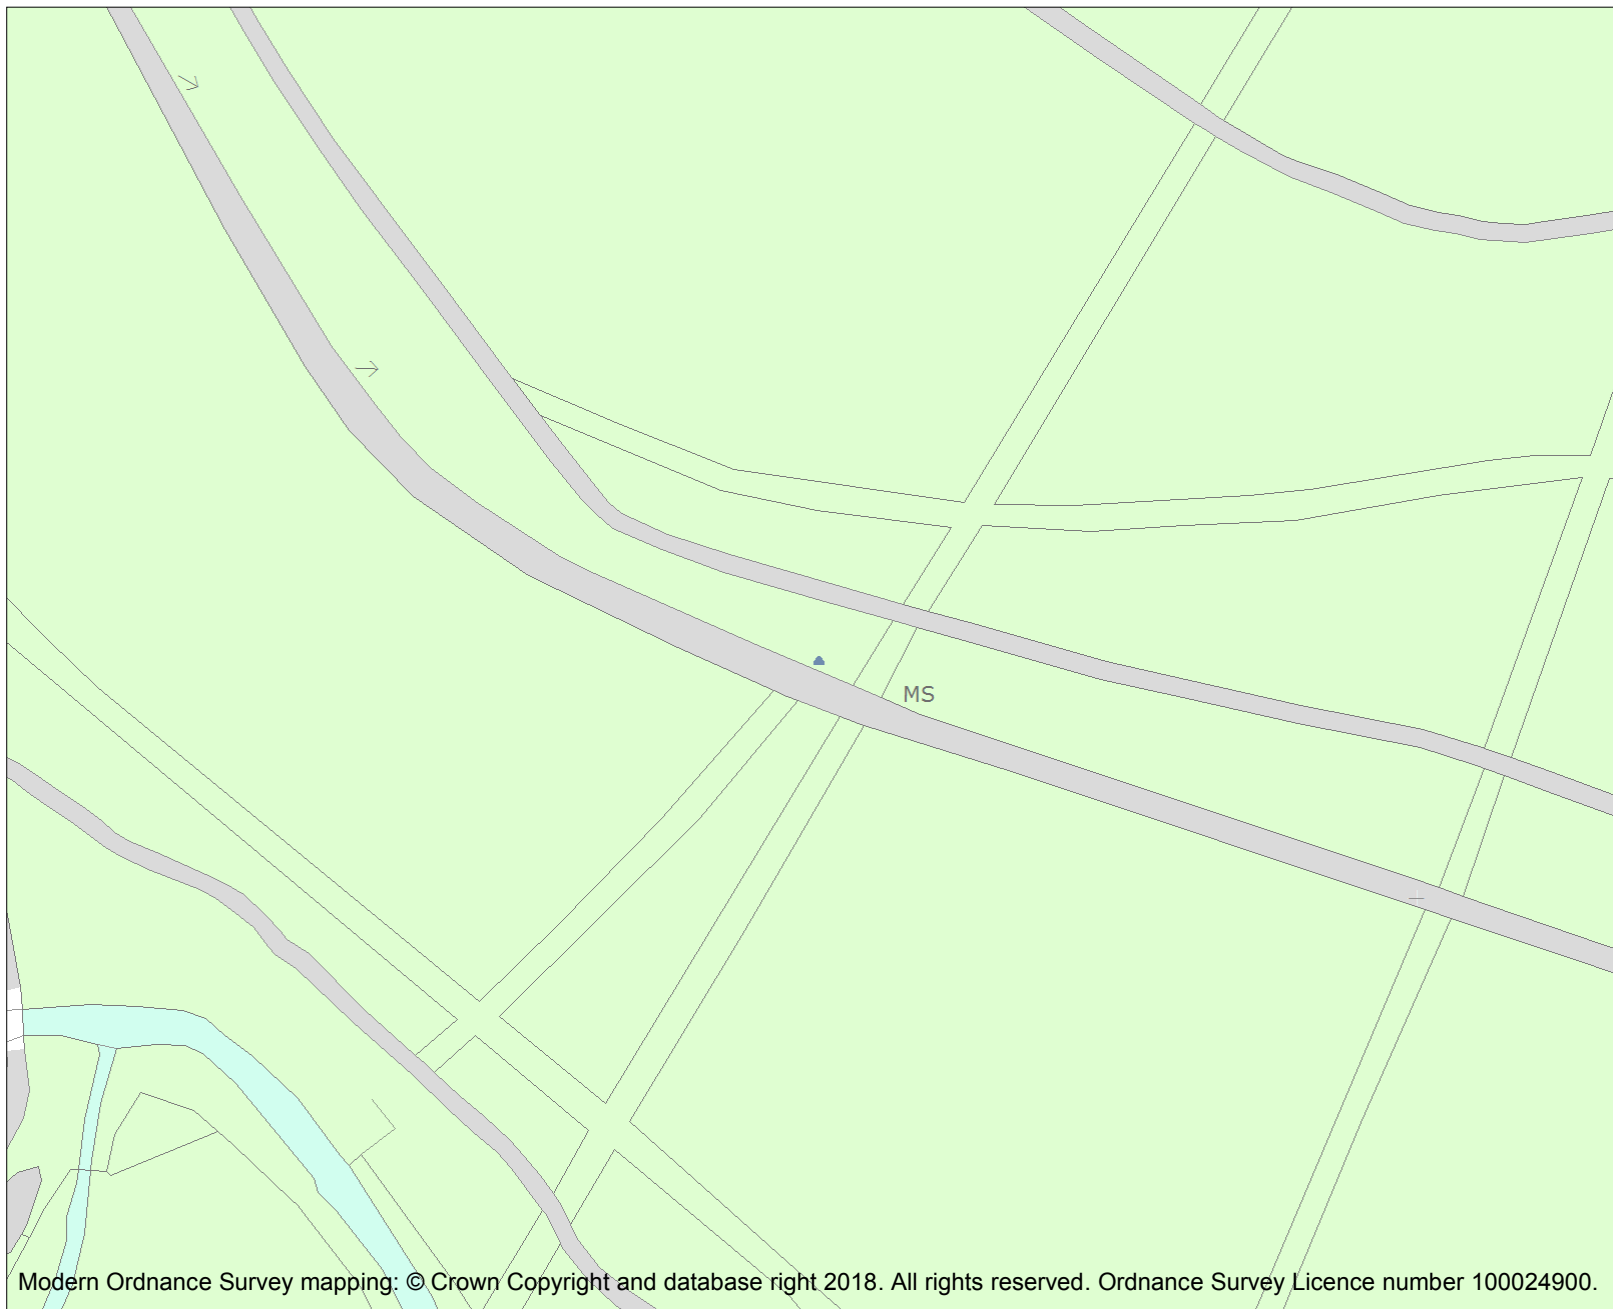 MS
Modern Ordnance Survey mapping: © Crown Copyright and database right 2018. All rights reserved. Ordnance Survey Licence number 100024900.